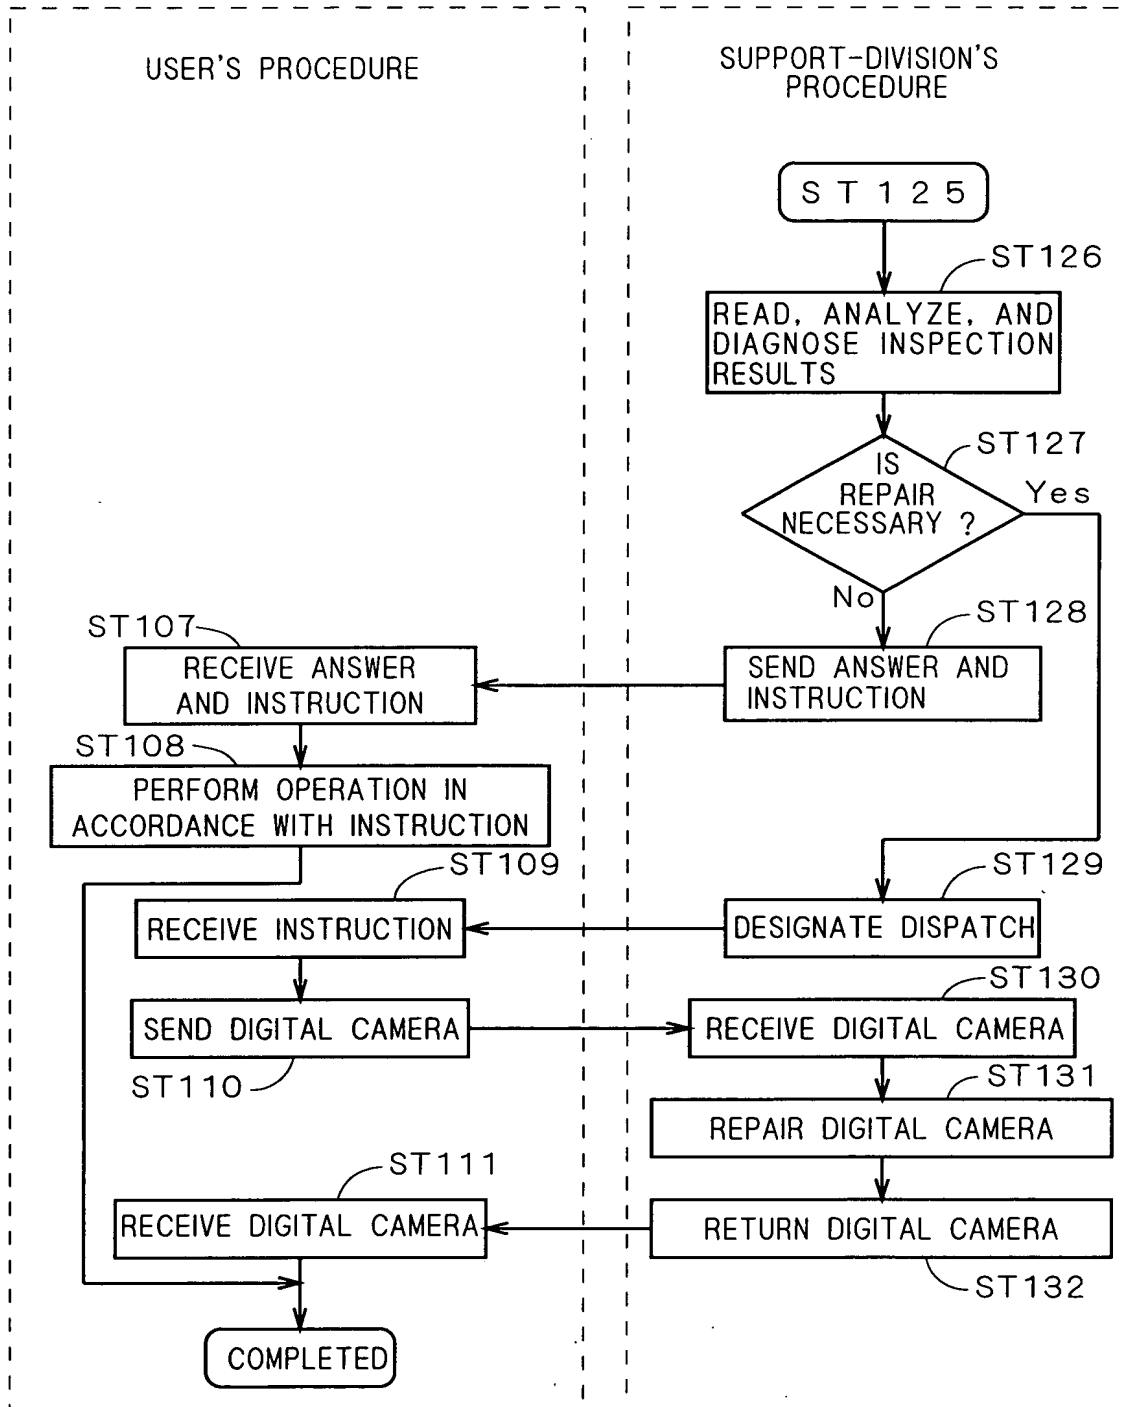 USER'S PROCEDURE
SUPPORT-DIVISION'S
PROCEDURE
ST125
ST126
READ, ANALYZE, AND
DIAGNOSE INSPECTION
RESULTS
ST127
IS
REPAIR
NECESSARY ?
Yes
No
ST128
SEND ANSWER AND
INSTRUCTION
ST107
RECEIVE ANSWER
AND INSTRUCTION
ST108
PERFORM OPERATION IN
ACCORDANCE WITH INSTRUCTION
ST109
RECEIVE INSTRUCTION
ST129
DESIGNATE DISPATCH
SEND DIGITAL CAMERA
ST110
ST130
RECEIVE DIGITAL CAMERA
ST131
REPAIR DIGITAL CAMERA
ST111
RECEIVE DIGITAL CAMERA
RETURN DIGITAL CAMERA
ST132
COMPLETED